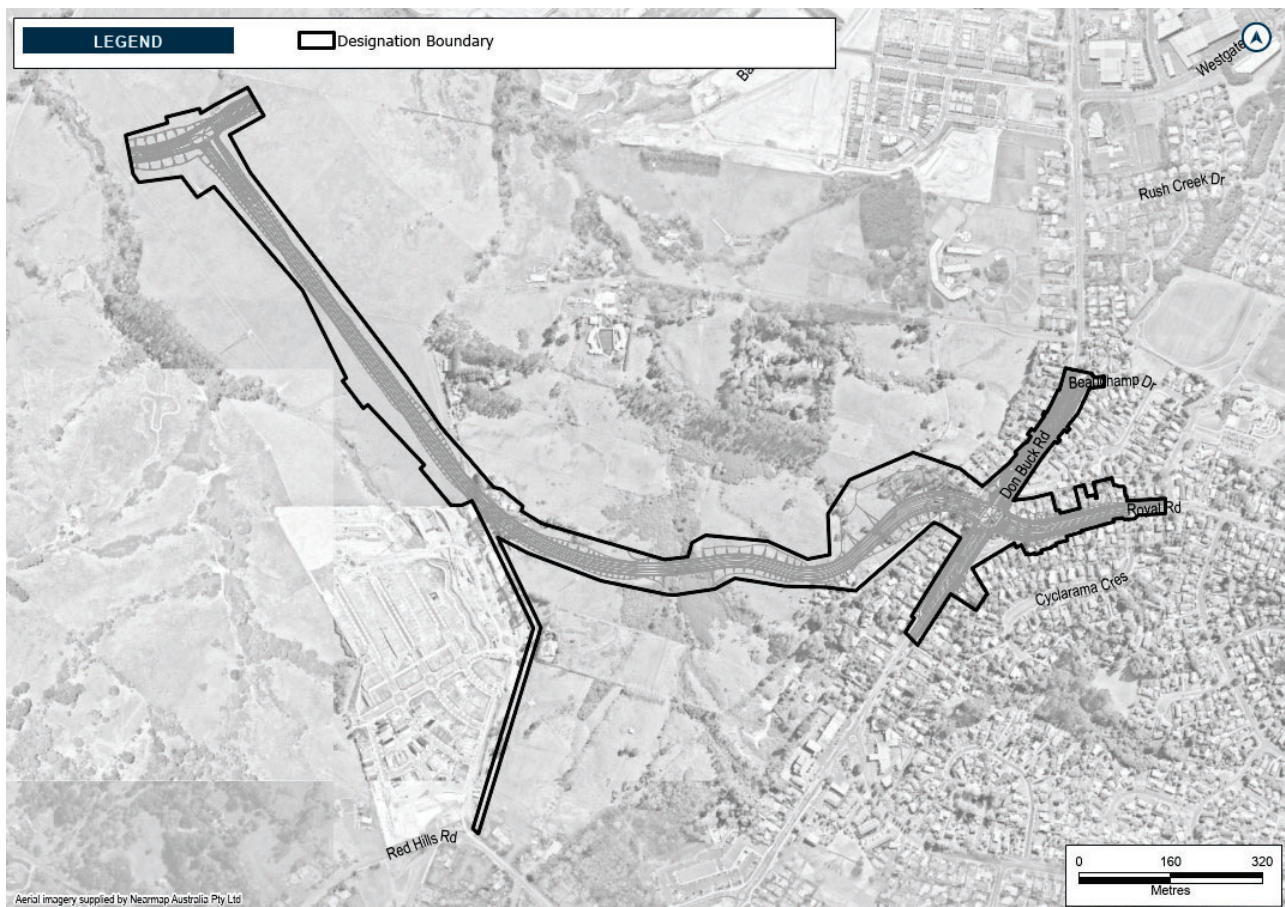 LEGEND
Designation Boundary
Westgate
Rush Creek Dr
Beauchamp Dr
Don Buck Rd
Royal Rd
Cyclarama Cres
Red Hills Rd
0 160 320
Metres
Aerial imagery supplied by Nearmap Australia Pty Ltd